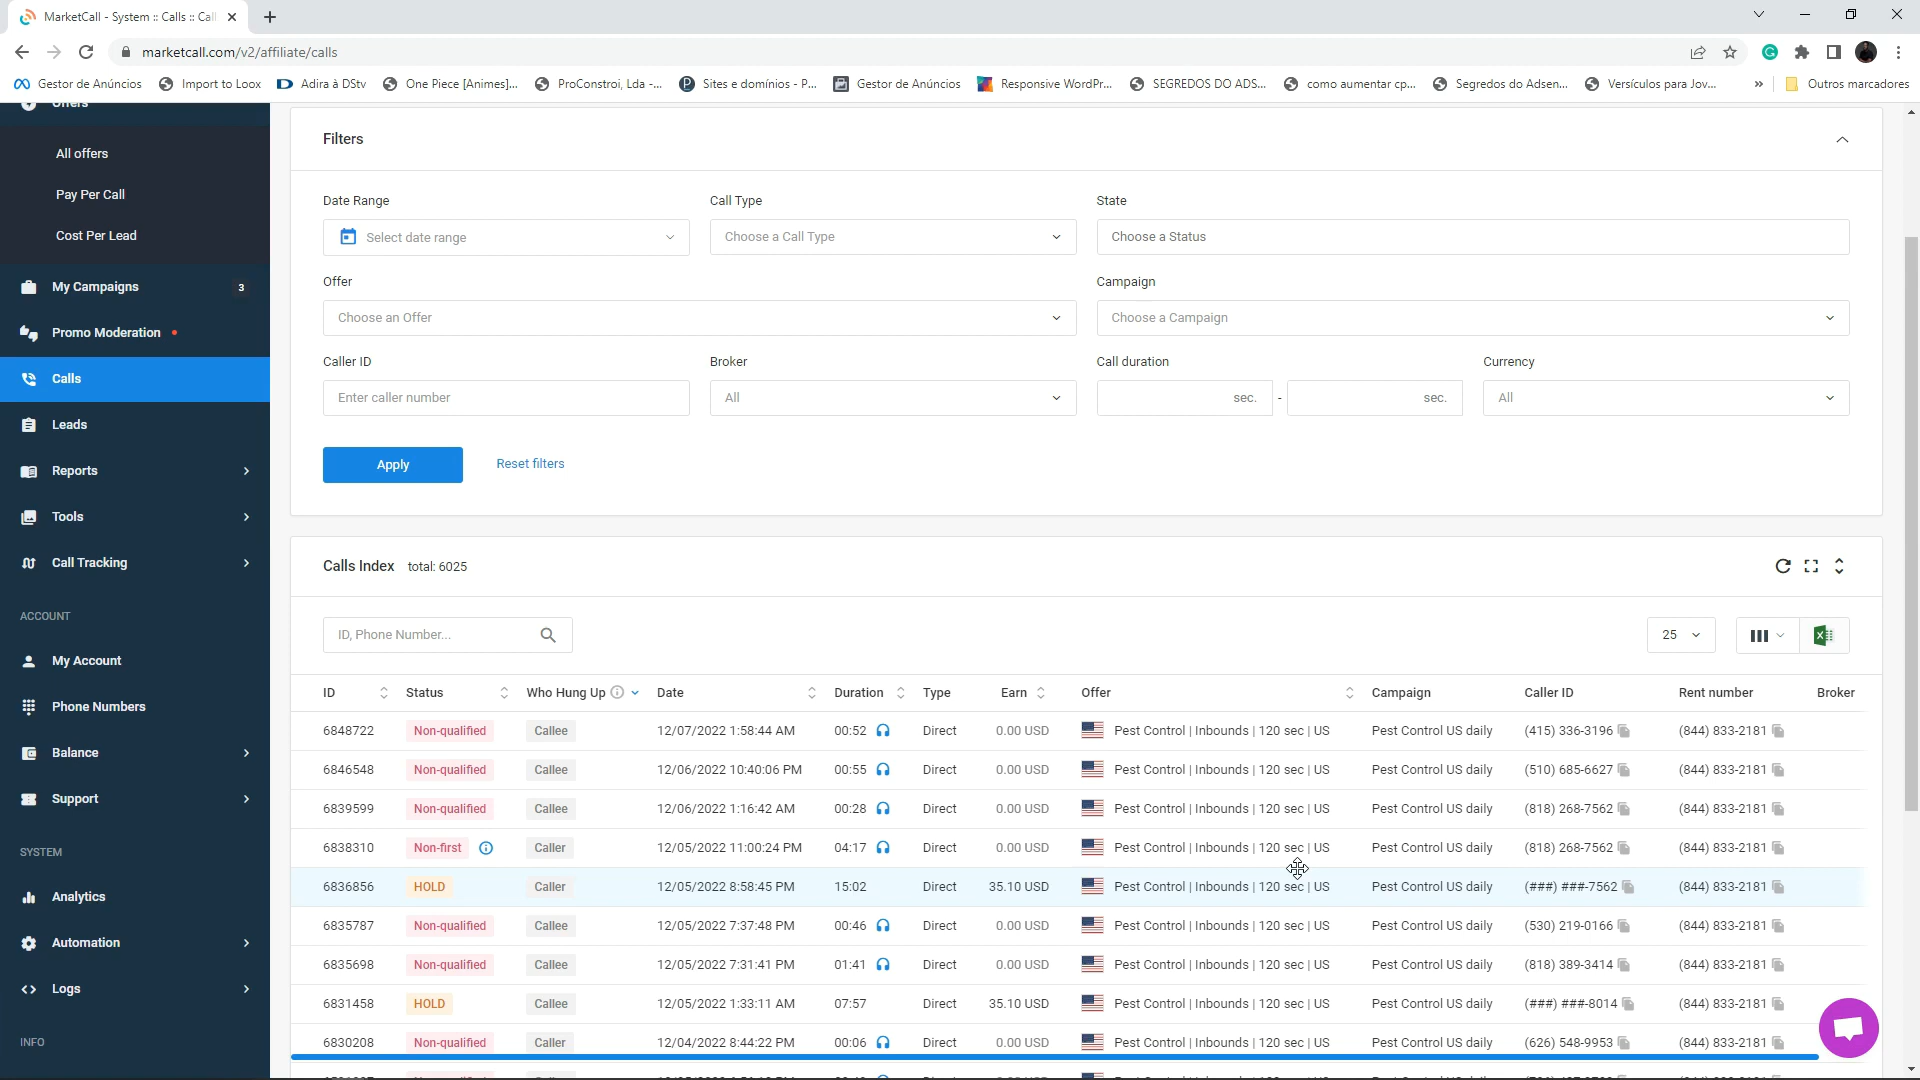 MarketCall - System :: Calls :: Cal
marketcall.com/v2/affiliate/calls
Gestor de Anúncios Import to Loox Adira à DStv One Piece [Animes]... ProConstroi, Lda -... Sites e domínios - P... Gestor de Anúncios Responsive WordPr... SEGREDOS DO ADS... como aumentar cp... Segredos do Adsen... Versículos para Jov... » Outros marcadores
Offers
All offers
Pay Per Call
Cost Per Lead
My Campaigns 3
Promo Moderation
Calls
Leads
Reports
Tools
Call Tracking
ACCOUNT
My Account
Phone Numbers
Balance
Support
SYSTEM
Analytics
Automation
Logs
INFO
Filters
Date Range Call Type State
Select date range Choose a Call Type Choose a Status
Offer Campaign
Choose an Offer Choose a Campaign
Caller ID Broker Call duration Currency
Enter caller number All sec. - sec. All
Apply Reset filters
Calls Index total: 6025
ID, Phone Number... 25
ID Status Who Hung Up Date Duration Type Earn Offer Campaign Caller ID Rent number Broker
6848722 Non-qualified Callee 12/07/2022 1:58:44 AM 00:52 Direct 0.00 USD Pest Control | Inbounds | 120 sec | US Pest Control US daily (415) 336-3196 (844) 833-2181
6846548 Non-qualified Callee 12/06/2022 10:40:06 PM 00:55 Direct 0.00 USD Pest Control | Inbounds | 120 sec | US Pest Control US daily (510) 685-6627 (844) 833-2181
6839599 Non-qualified Callee 12/06/2022 1:16:42 AM 00:28 Direct 0.00 USD Pest Control | Inbounds | 120 sec | US Pest Control US daily (818) 268-7562 (844) 833-2181
6838310 Non-first Caller 12/05/2022 11:00:24 PM 04:17 Direct 0.00 USD Pest Control | Inbounds | 120 sec | US Pest Control US daily (818) 268-7562 (844) 833-2181
6836856 HOLD Caller 12/05/2022 8:58:45 PM 15:02 Direct 35.10 USD Pest Control | Inbounds | 120 sec | US Pest Control US daily (###) ###-7562 (844) 833-2181
6835787 Non-qualified Callee 12/05/2022 7:37:48 PM 00:46 Direct 0.00 USD Pest Control | Inbounds | 120 sec | US Pest Control US daily (530) 219-0166 (844) 833-2181
6835698 Non-qualified Callee 12/05/2022 7:31:41 PM 01:41 Direct 0.00 USD Pest Control | Inbounds | 120 sec | US Pest Control US daily (818) 389-3414 (844) 833-2181
6831458 HOLD Callee 12/05/2022 1:33:11 AM 07:57 Direct 35.10 USD Pest Control | Inbounds | 120 sec | US Pest Control US daily (###) ###-8014 (844) 833-2181
6830208 Non-qualified Caller 12/04/2022 8:44:22 PM 00:06 Direct 0.00 USD Pest Control | Inbounds | 120 sec | US Pest Control US daily (626) 548-9953 (844) 833-2181